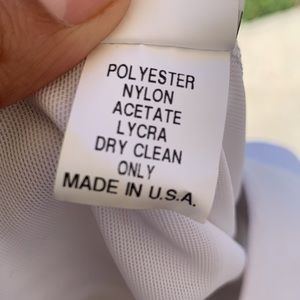 POLYESTER
NYLON
ACETATE
LYCRA
DRY CLEAN
ONLY
MADE IN U.S.A.